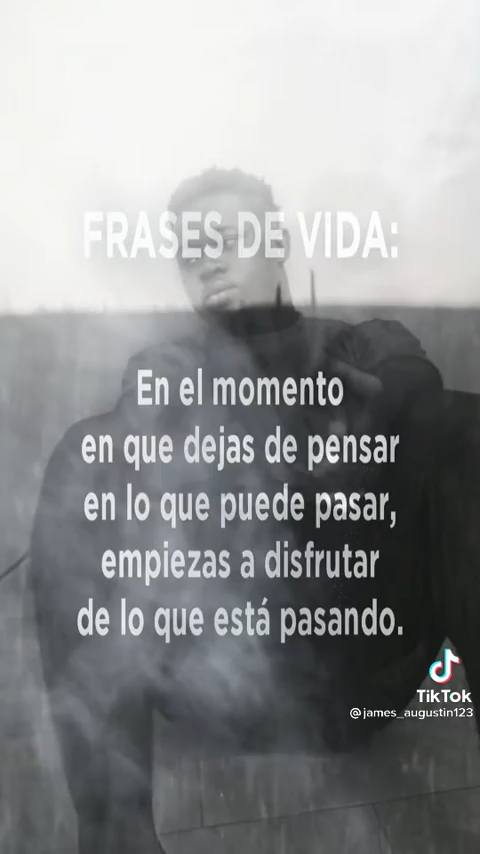 FRASES DE VIDA:
En el momento
en que dejas de pensar
en lo que puede pasar,
empiezas a disfrutar
de lo que está pasando.
TikTok
@james_augustin123